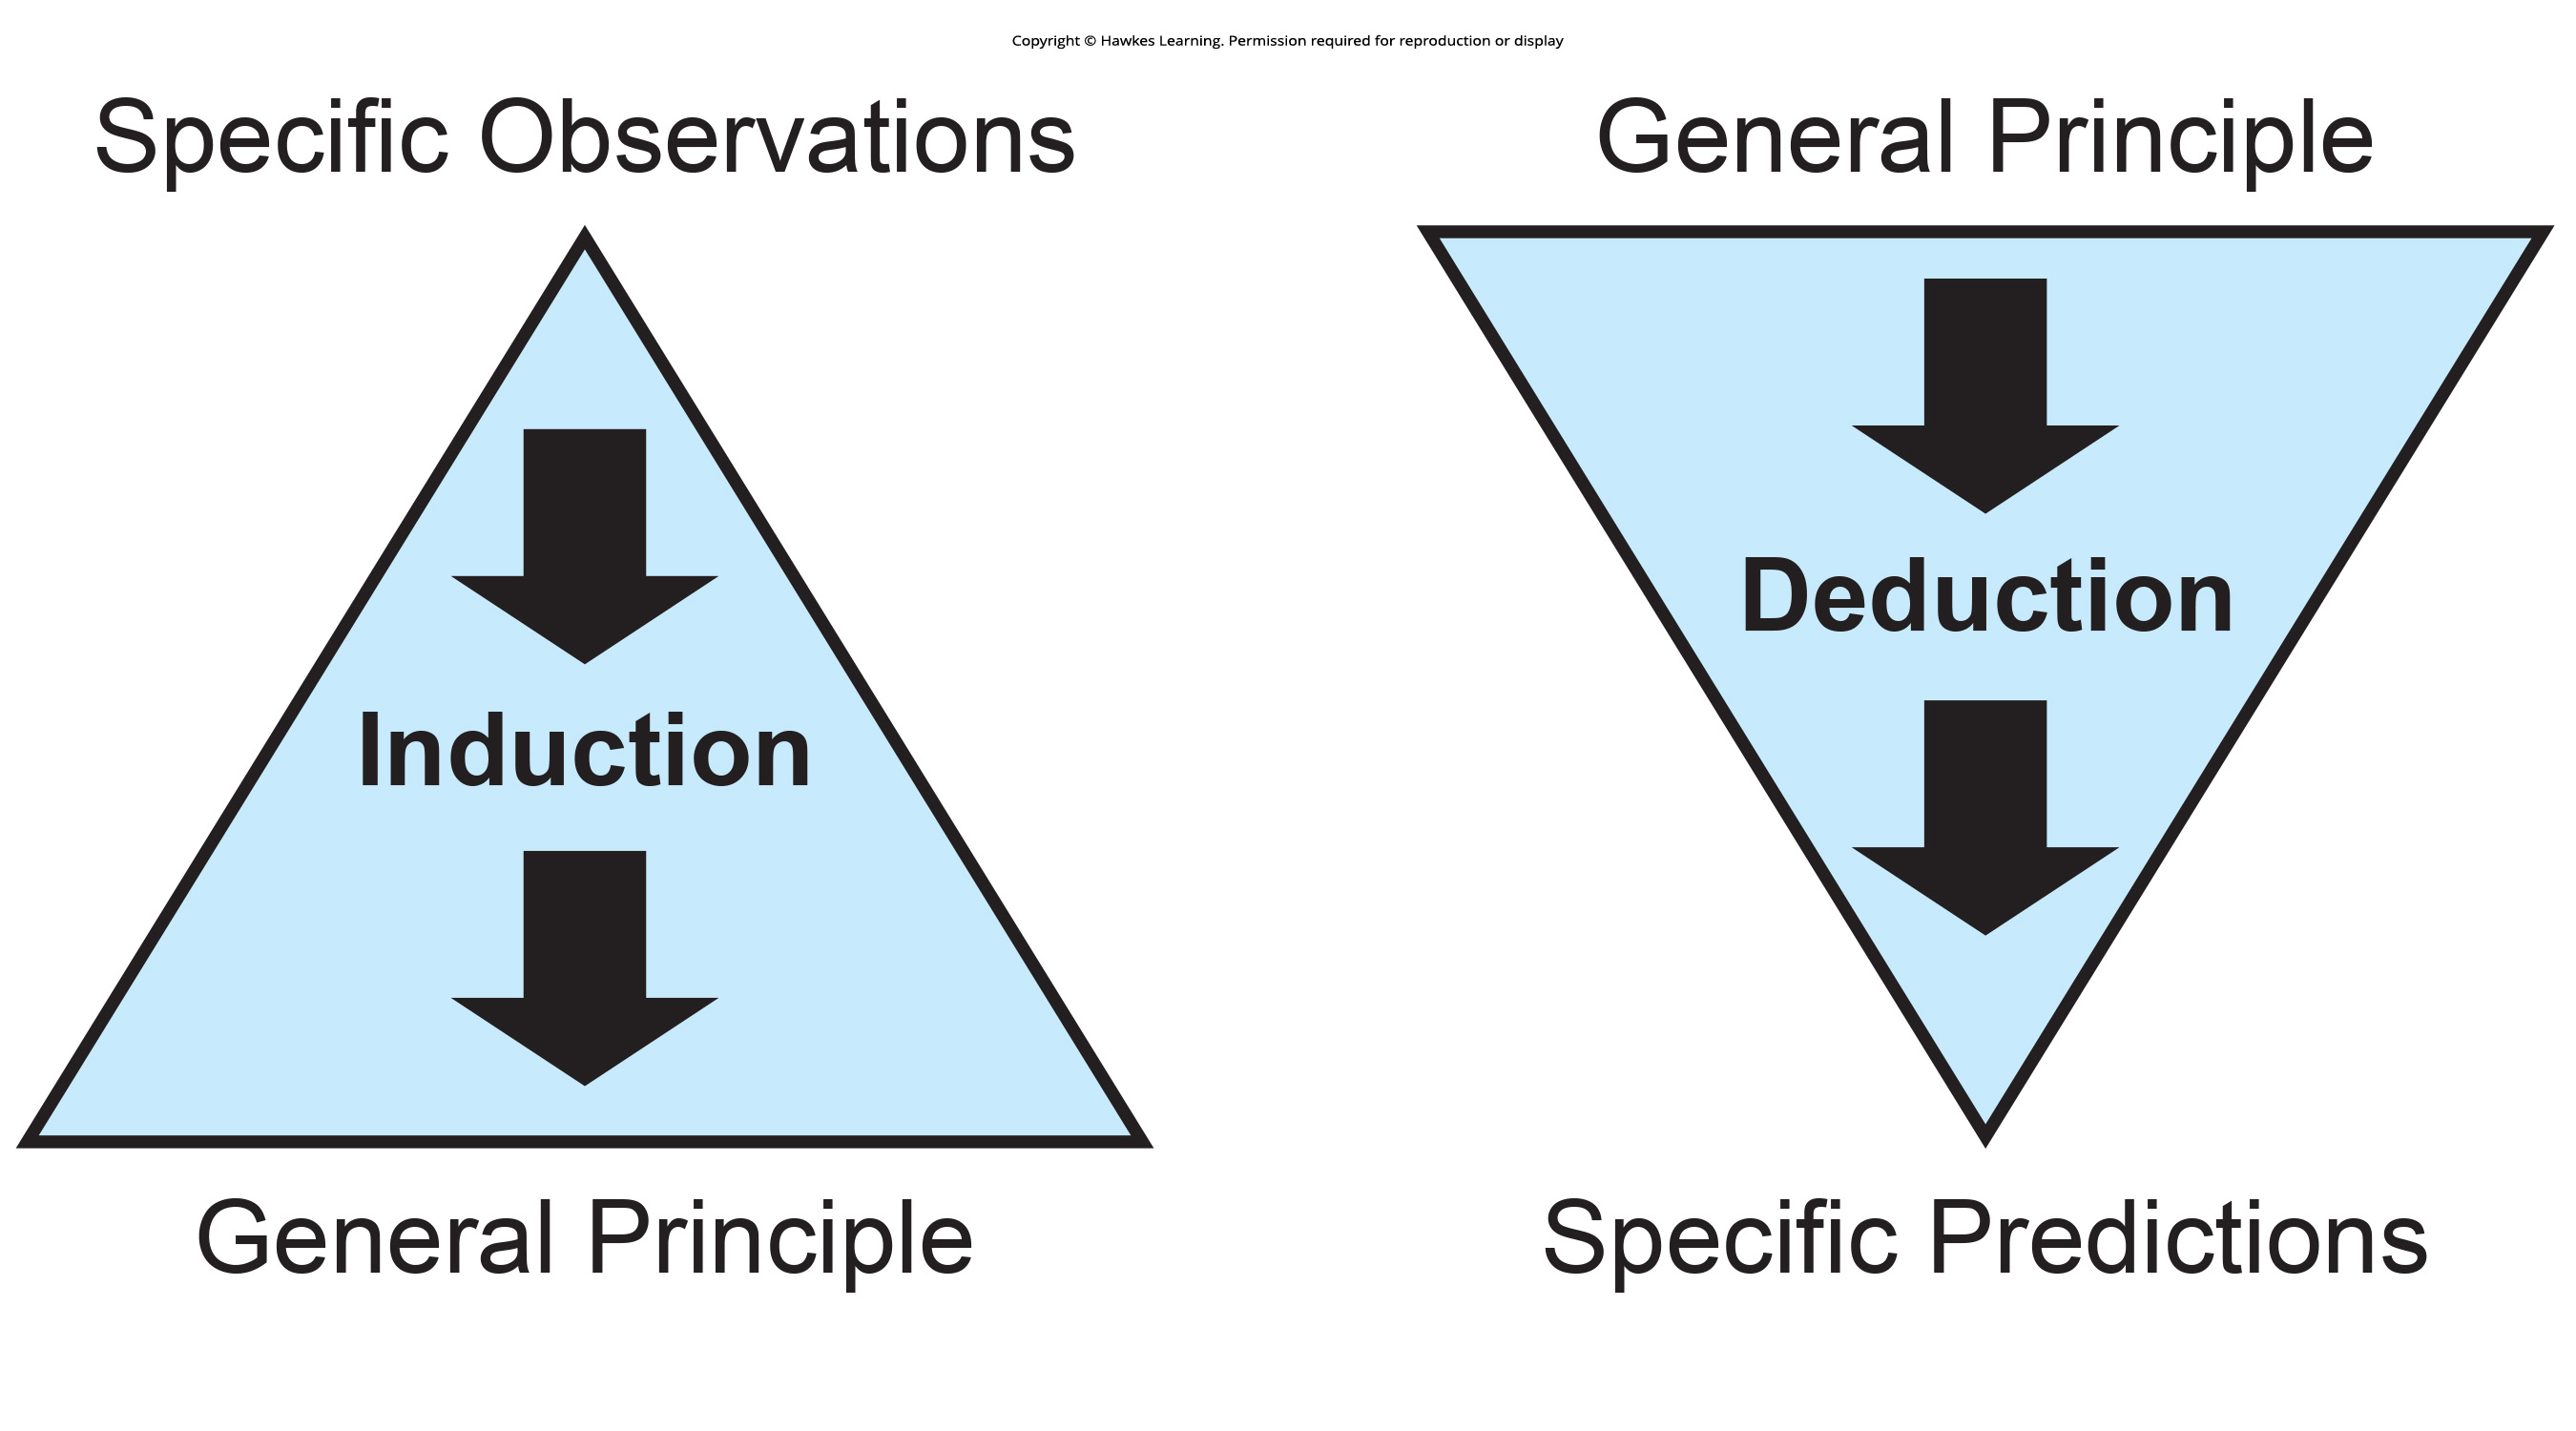 Copyright © Hawkes Learning. Permission required for reproduction or display
Specific Observations
Induction
General Principle
General Principle
Deduction
Specific Predictions